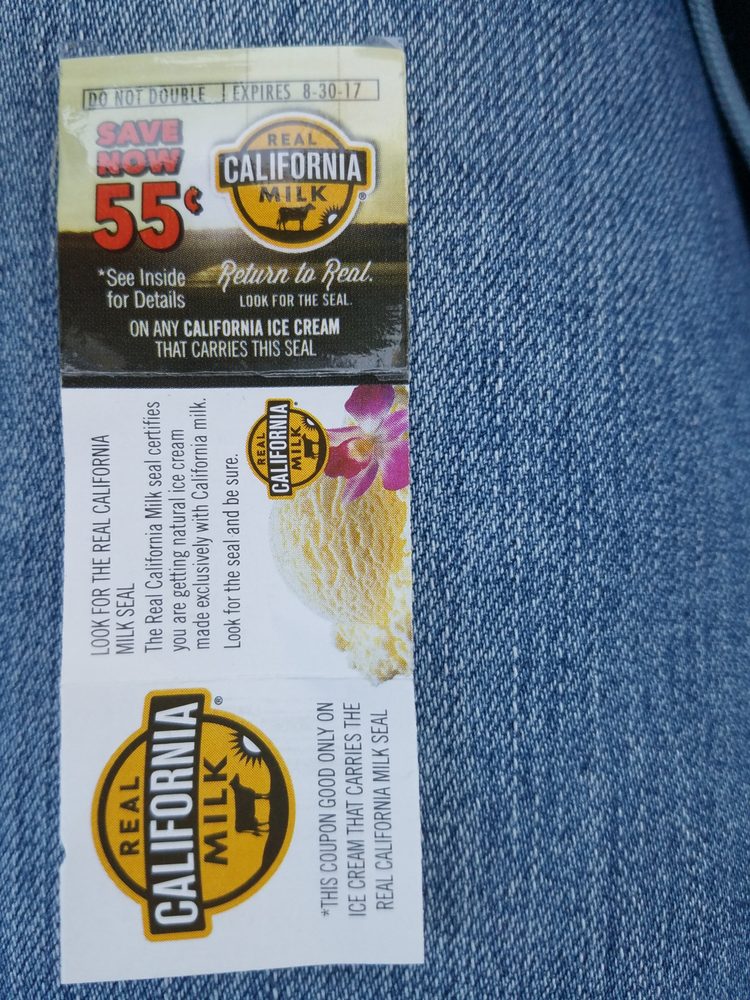 DO NOT DOUBLE | EXPIRES 8-30-17
SAVE
NOW
55¢
REAL
CALIFORNIA
MILK
®
*See Inside
for Details
Return to Real.
LOOK FOR THE SEAL.
ON ANY CALIFORNIA ICE CREAM
THAT CARRIES THIS SEAL
LOOK FOR THE REAL CALIFORNIA
MILK SEAL
The Real California Milk seal certifies
you are getting natural ice cream
made exclusively with California milk.
Look for the seal and be sure.
REAL
CALIFORNIA
MILK
REAL
CALIFORNIA
MILK
®
*THIS COUPON GOOD ONLY ON
ICE CREAM THAT CARRIES THE
REAL CALIFORNIA MILK SEAL